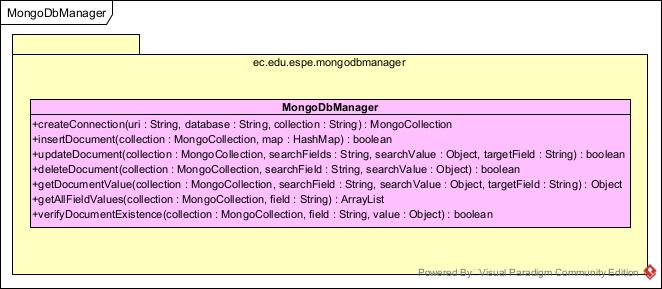 MongoDbManager
ec.edu.espe.mongodbmanager
MongoDbManager
+createConnection(uri : String, database : String, collection : String) : MongoCollection
+insertDocument(collection : MongoCollection, map : HashMap) : boolean
+updateDocument(collection : MongoCollection, searchFields : String, searchValue : Object, targetField : String) : boolean
+deleteDocument(collection : MongoCollection, searchField : String, searchValue : Object) : boolean
+getDocumentValue(collection : MongoCollection, searchField : String, searchValue : Object, targetField : String) : Object
+getAllFieldValues(collection : MongoCollection, field : String) : ArrayList
+verifyDocumentExistence(collection : MongoCollection, field : String, value : Object) : boolean
Powered By Visual Paradigm Community Edition